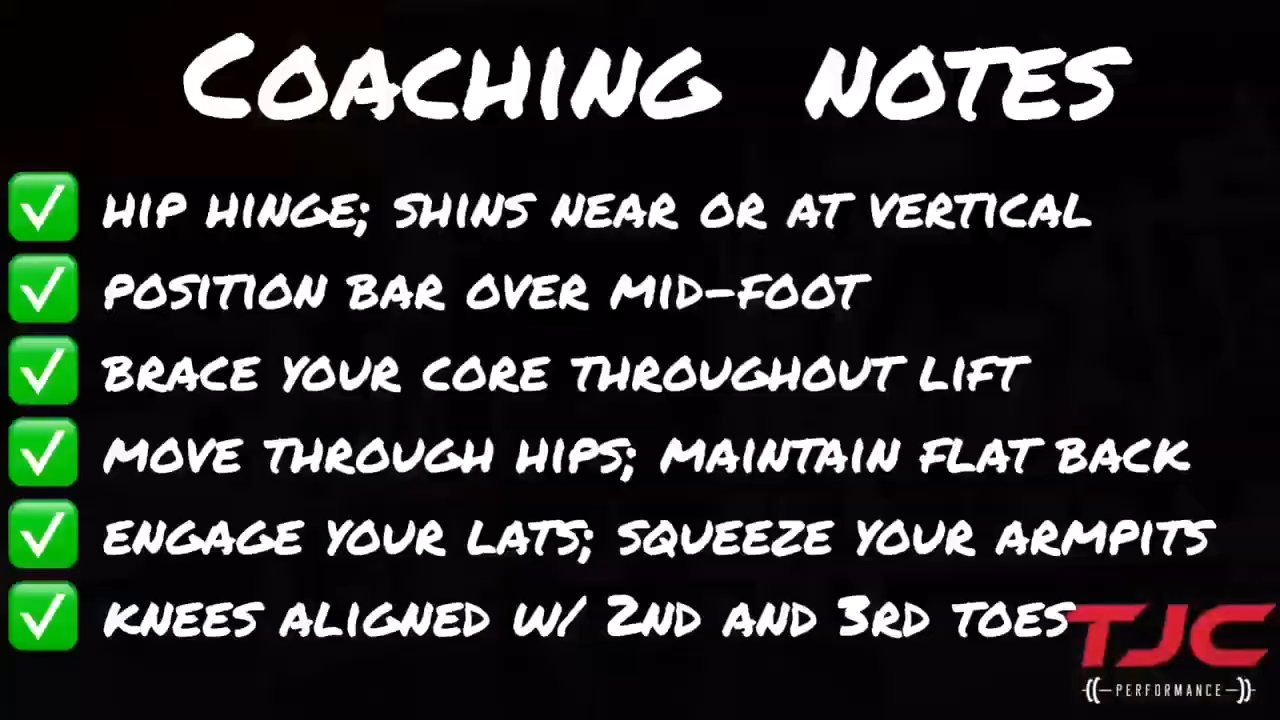 COACHING NOTES
✅ HIP HINGE; SHINS NEAR OR AT VERTICAL
✅ POSITION BAR OVER MID-FOOT
✅ BRACE YOUR CORE THROUGHOUT LIFT
✅ MOVE THROUGH HIPS; MAINTAIN FLAT BACK
✅ ENGAGE YOUR LATS; SQUEEZE YOUR ARMPITS
✅ KNEES ALIGNED W/ 2ND AND 3RD TOES
TJC
PERFORMANCE